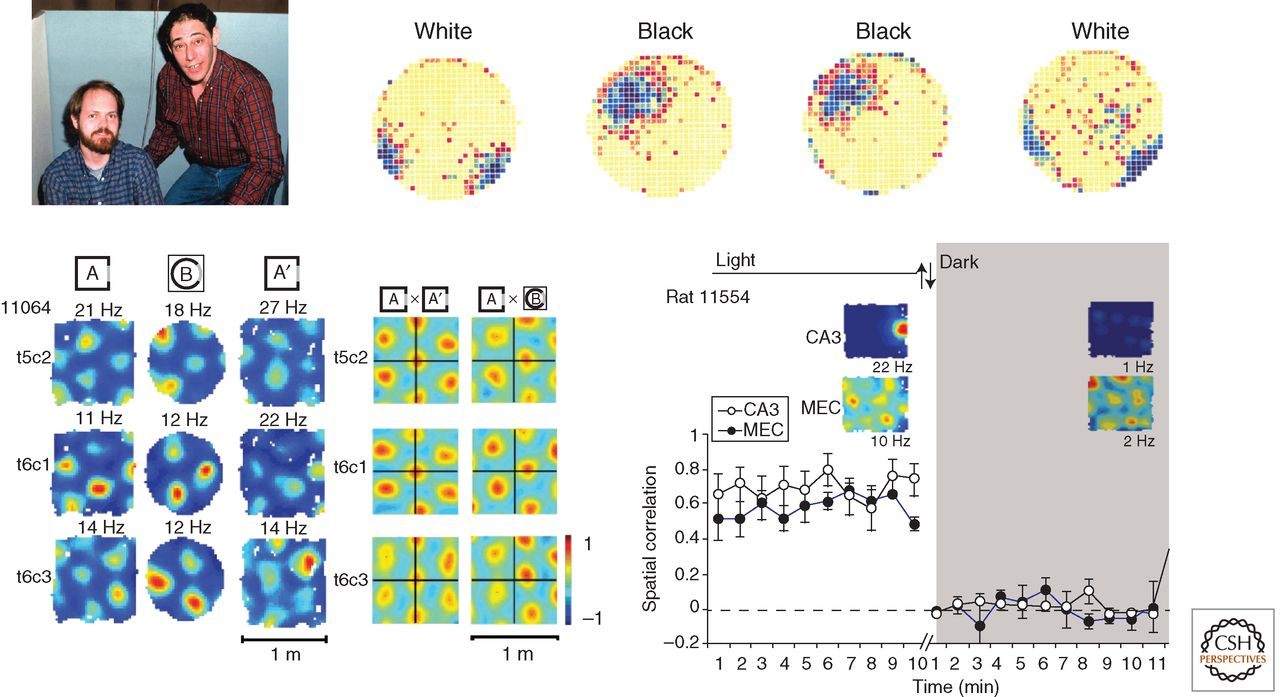 White Black Black White
A B A′
11064 21 Hz 18 Hz 27 Hz
t5c2
11 Hz 12 Hz 22 Hz
t6c1
14 Hz 12 Hz 14 Hz
t6c3
1 m
A × A′ A × B
t5c2
t6c1
t6c3
1
−1
1 m
Light Dark
Rat 11554
CA3
22 Hz 1 Hz
MEC
10 Hz 2 Hz
CA3
MEC
Spatial correlation
1
0.8
0.6
0.4
0.2
0
−0.2
1 2 3 4 5 6 7 8 9 10 1 2 3 4 5 6 7 8 9 10 11
Time (min)
CSH
PERSPECTIVES